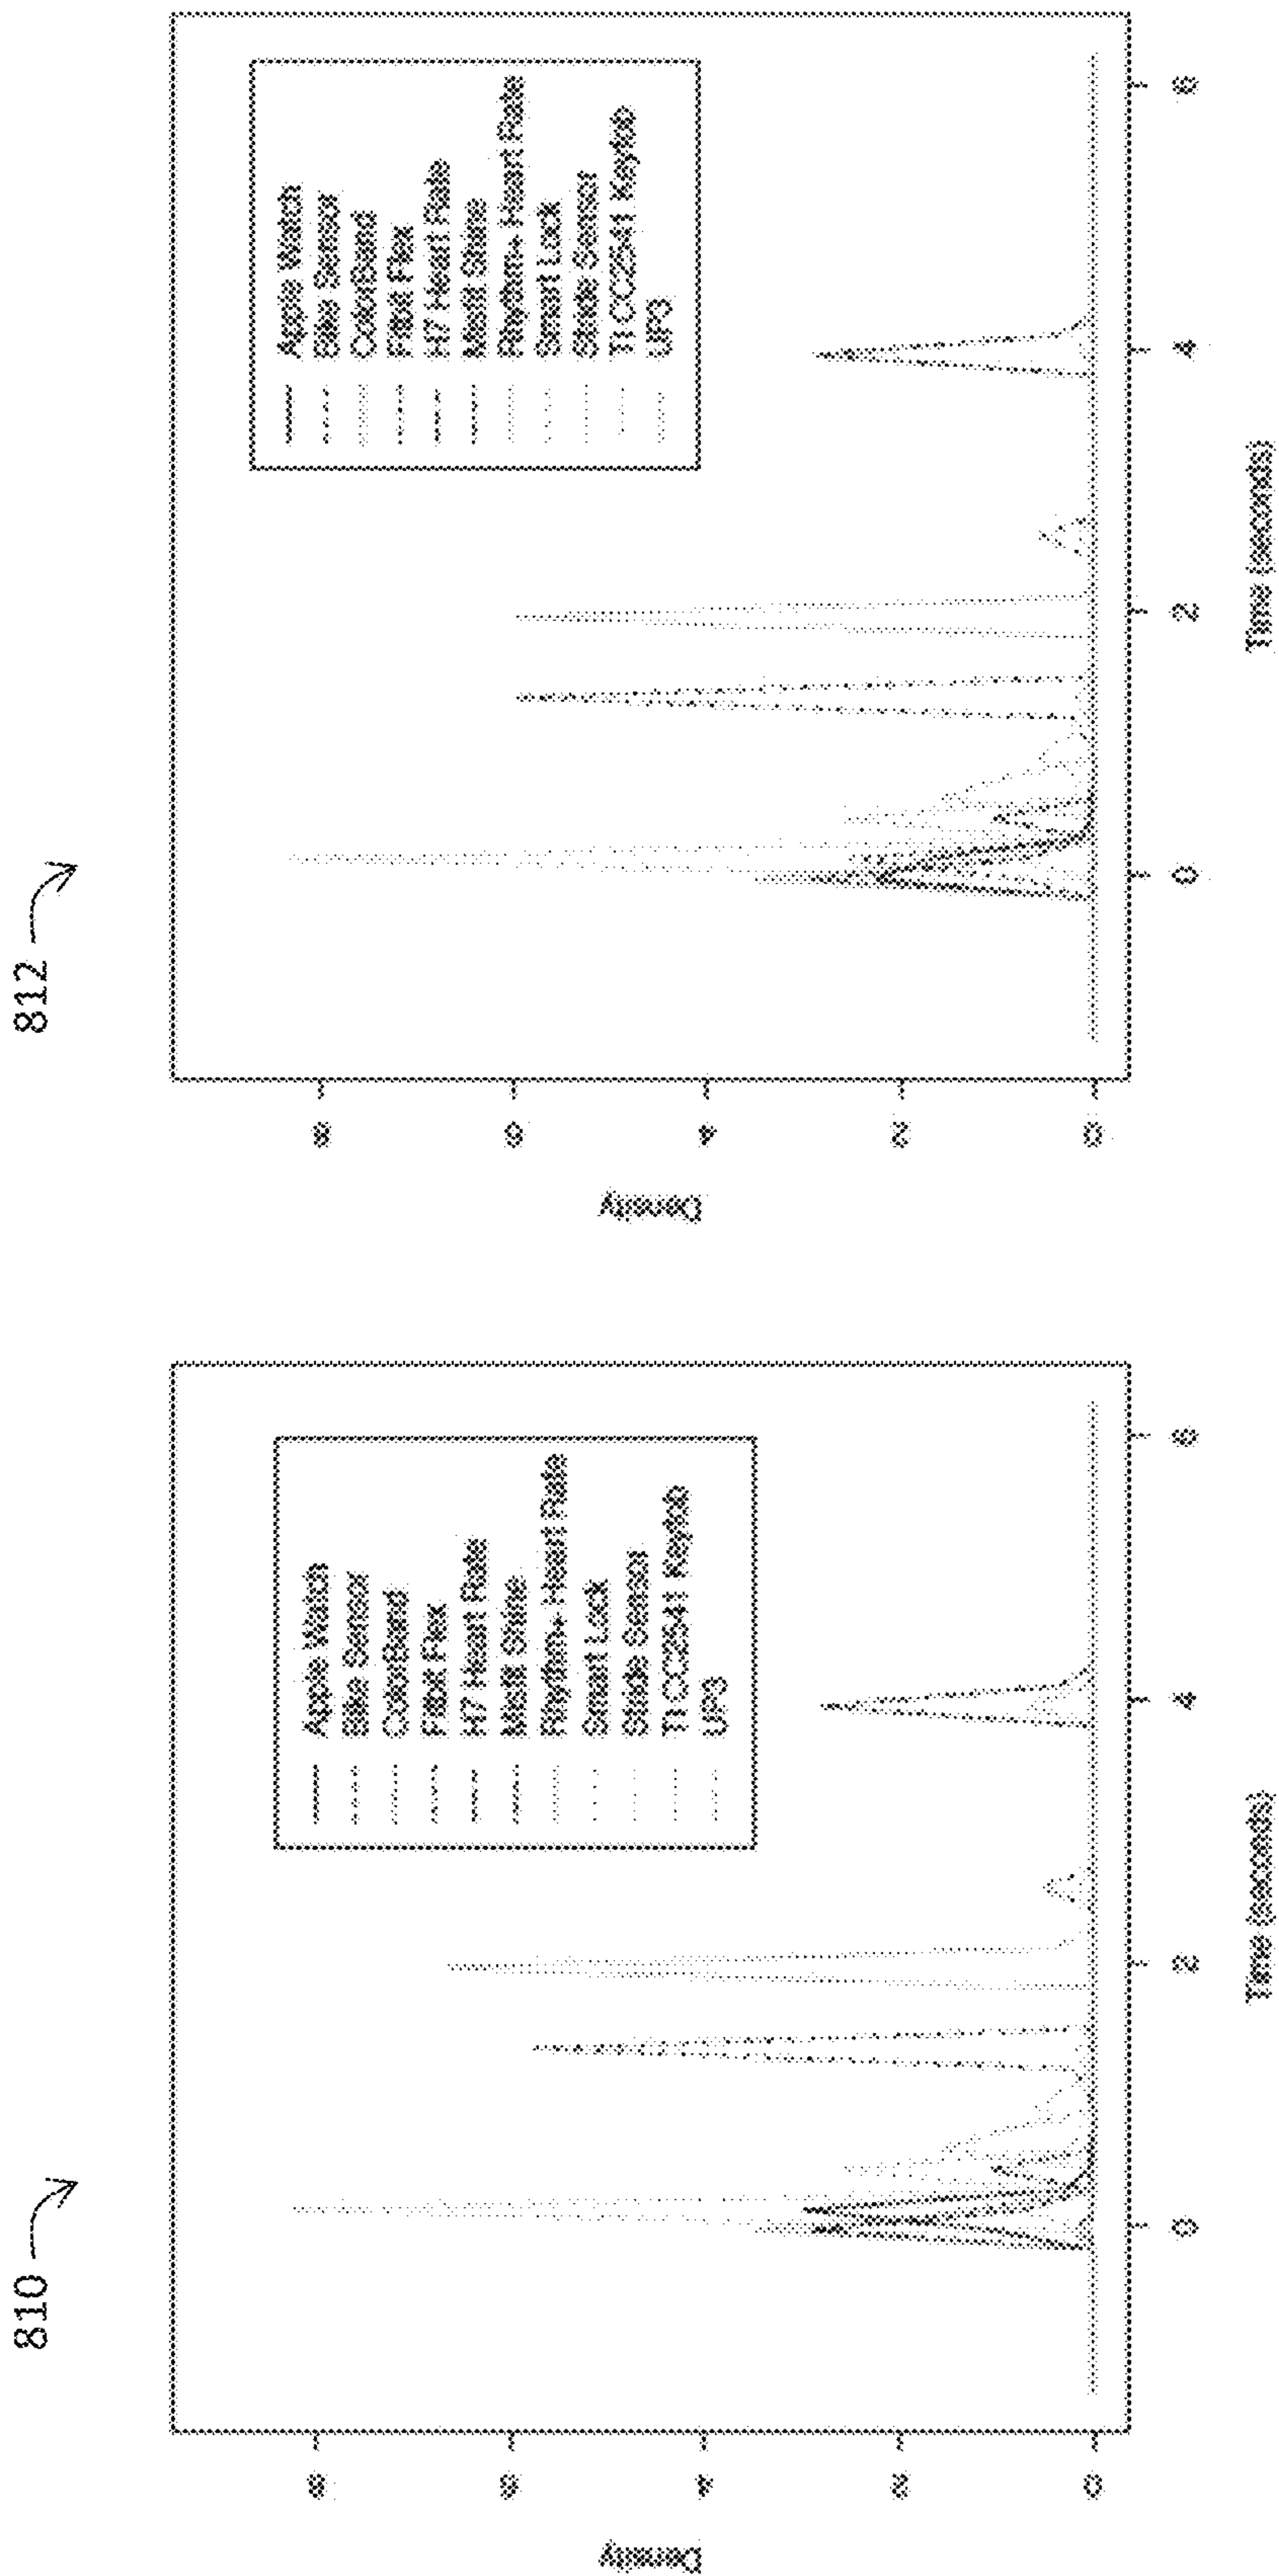 810
Density
8
6
4
2
0
Apple Watch
Bike Sensor
ColorBand
Fitbit Flex
H7 Heart Rate
Misfit Shine
Rhythm+ Heart Rate
Smart Lock
Stride Sensor
TI CC2541 Keyfob
UP3
0
2
4
6
Time (seconds)
812
Density
8
6
4
2
0
Apple Watch
Bike Sensor
ColorBand
Fitbit Flex
H7 Heart Rate
Misfit Shine
Rhythm+ Heart Rate
Smart Lock
Stride Sensor
TI CC2541 Keyfob
UP3
0
2
4
6
Time (seconds)